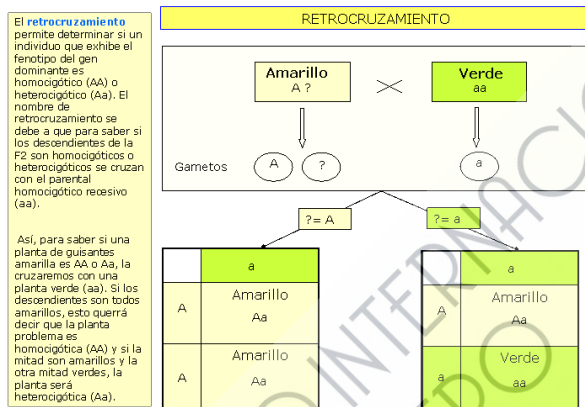 El retrocruzamiento
permite determinar si un
individuo que exhibe el
fenotipo del gen
dominante es
homocigótico (AA) o
heterocigótico (Aa). El
nombre de
retrocruzamiento se
debe a que para saber si
los descendientes de la
F2 son homocigóticos o
heterocigóticos se cruzan
con el parental
homocigótico recesivo
(aa).
Así, para saber si una
planta de guisantes
amarilla es AA o Aa, la
cruzaremos con una
planta verde (aa). Si los
descendientes son todos
amarillos, esto querrá
decir que la planta
problema es
homocigótica (AA) y si la
mitad son amarillos y la
otra mitad verdes, la
planta será
heterocigótica (Aa).
RETROCRUZAMIENTO
Amarillo
A ?
Verde
aa
Gametos
A
?
a
?= A
?= a
a
A
Amarillo
Aa
A
Amarillo
Aa
a
A
Amarillo
Aa
a
Verde
aa